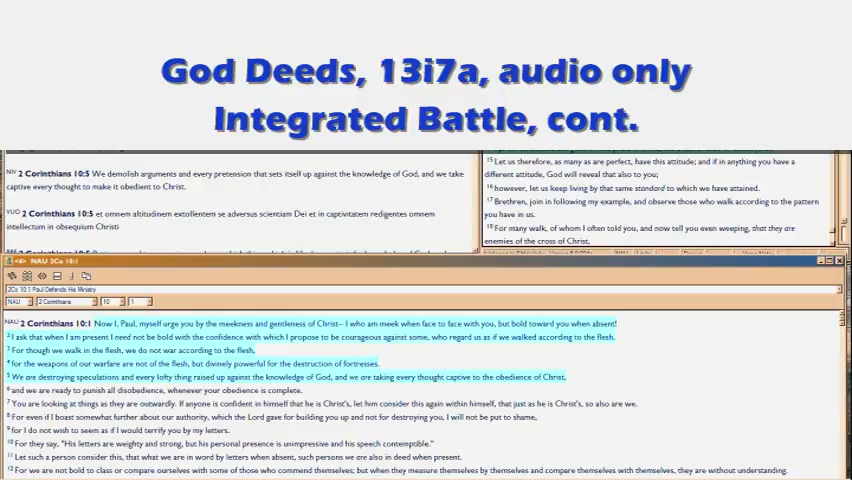 God Deeds, 13i7a, audio only
Integrated Battle, cont.
NIV 2 Corinthians 10:5 We demolish arguments and every pretension that sets itself up against the knowledge of God, and we take
captive every thought to make it obedient to Christ.
VUO 2 Corinthians 10:5 et omnem altitudinem extollentem se adversus scientiam Dei et in captivitatem redigentes omnem
intellectum in obsequium Christi
15 Let us therefore, as many as are perfect, have this attitude; and if in anything you have a
different attitude, God will reveal that also to you;
16 however, let us keep living by that same standard to which we have attained.
17 Brethren, join in following my example, and observe those who walk according to the pattern
you have in us.
18 For many walk, of whom I often told you, and now tell you even weeping, that they are
enemies of the cross of Christ,
NAU 2Co 10:1
2Co 10:1 Paul Defends His Ministry
NAU 2 Corinthians 10 1
NAU 2 Corinthians 10:1 Now I, Paul, myself urge you by the meekness and gentleness of Christ-- I who am meek when face to face with you, but bold toward you when absent!
2 I ask that when I am present I need not be bold with the confidence with which I propose to be courageous against some, who regard us as if we walked according to the flesh.
3 For though we walk in the flesh, we do not war according to the flesh,
4 for the weapons of our warfare are not of the flesh, but divinely powerful for the destruction of fortresses.
5 We are destroying speculations and every lofty thing raised up against the knowledge of God, and we are taking every thought captive to the obedience of Christ,
6 and we are ready to punish all disobedience, whenever your obedience is complete.
7 You are looking at things as they are outwardly. If anyone is confident in himself that he is Christ's, let him consider this again within himself, that just as he is Christ's, so also are we.
8 For even if I boast somewhat further about our authority, which the Lord gave for building you up and not for destroying you, I will not be put to shame,
9 for I do not wish to seem as if I would terrify you by my letters.
10 For they say, "His letters are weighty and strong, but his personal presence is unimpressive and his speech contemptible."
11 Let such a person consider this, that what we are in word by letters when absent, such persons we are also in deed when present.
12 For we are not bold to class or compare ourselves with some of those who commend themselves; but when they measure themselves by themselves and compare themselves with themselves, they are without understanding.